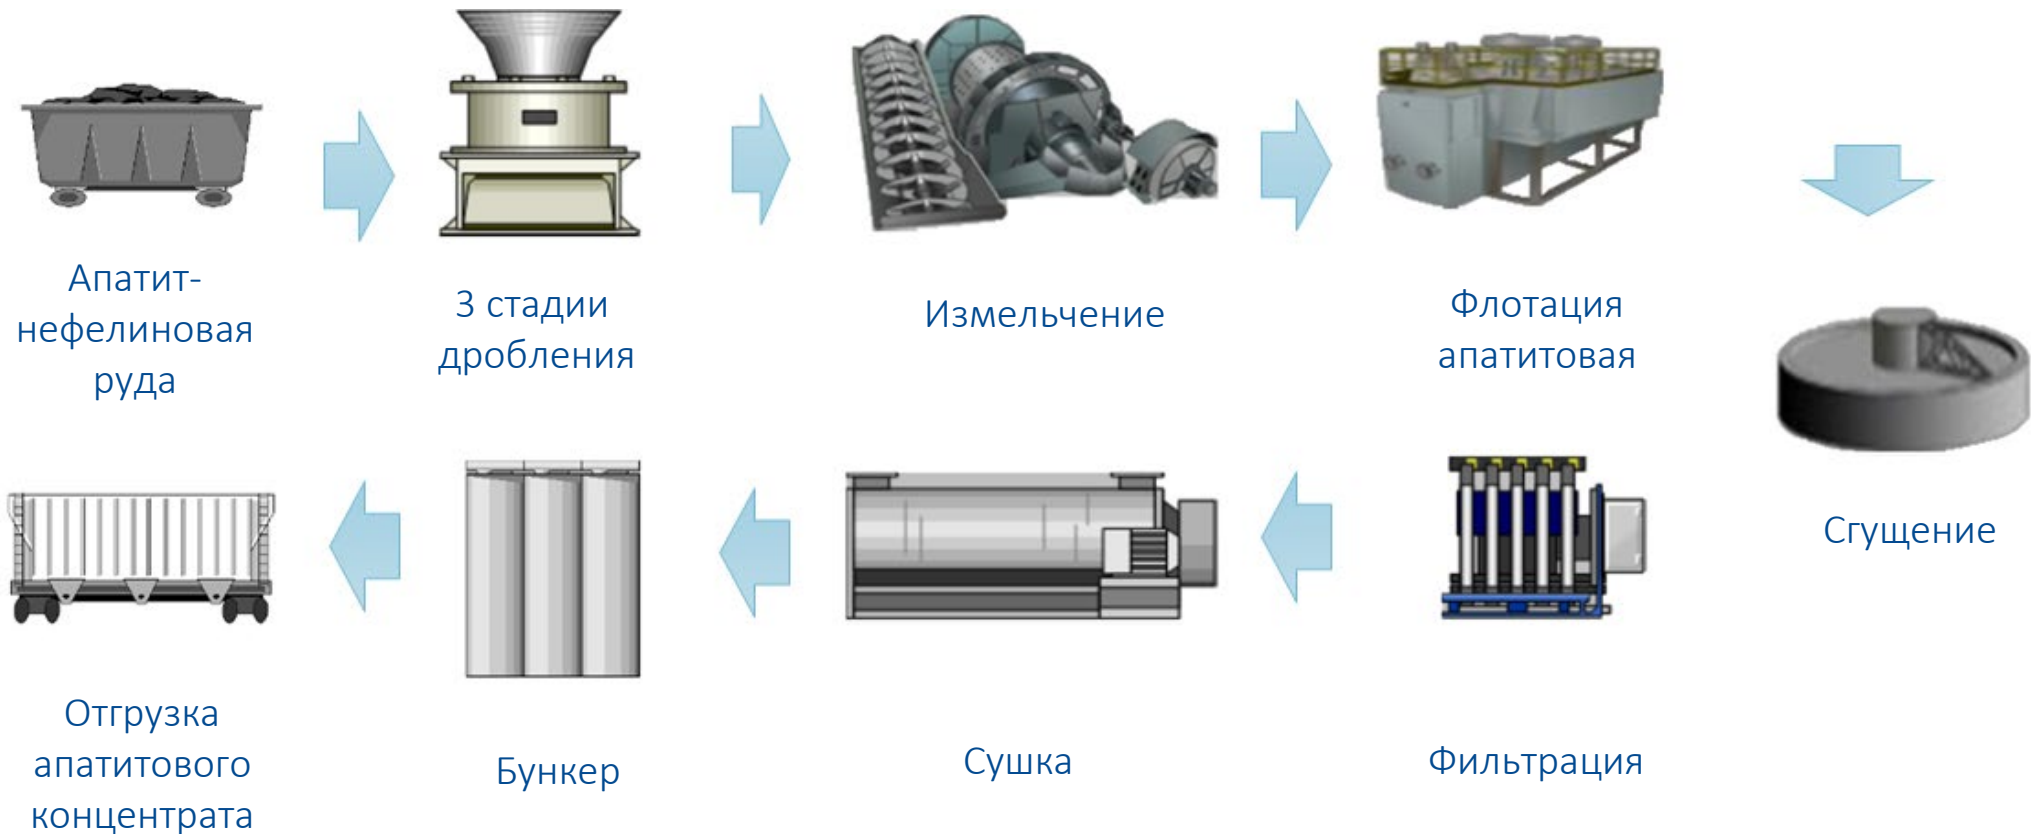 Апатит-
нефелиновая
руда
3 стадии
дробления
Измельчение
Флотация
апатитовая
Сгущение
Фильтрация
Сушка
Бункер
Отгрузка
апатитового
концентрата